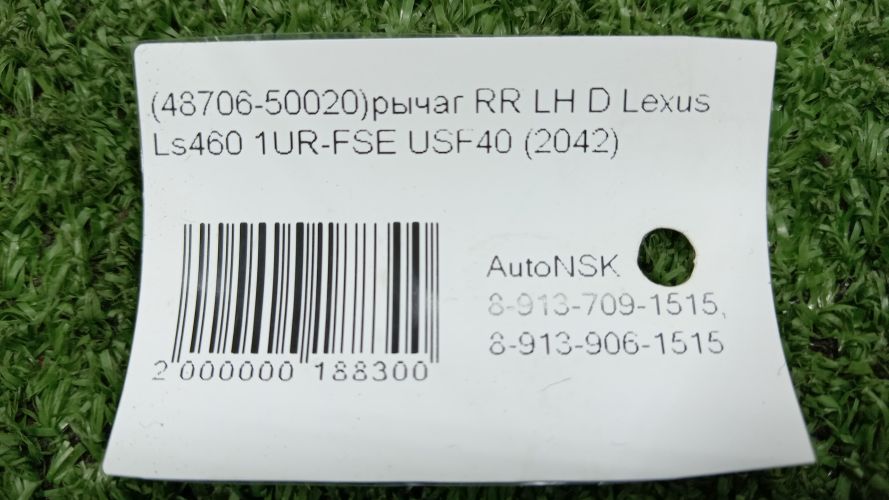 (48706-50020)рычаг RR LH D Lexus
Ls460 1UR-FSE USF40 (2042)
AutoNSK
8-913-709-1515,
8-913-906-1515
2 000000 188300